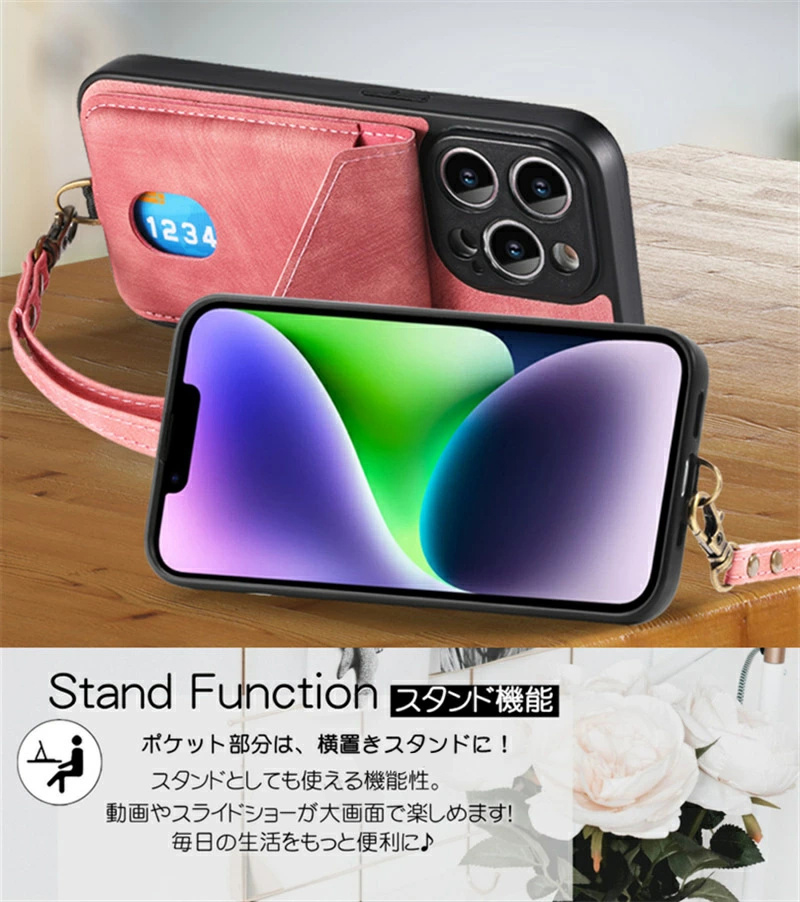 1234
Stand Function スタンド機能
ポケット部分は、横置きスタンドに！
スタンドとしても使える機能性。
動画やスライドショーが大画面で楽しめます!
毎日の生活をもっと便利に♪